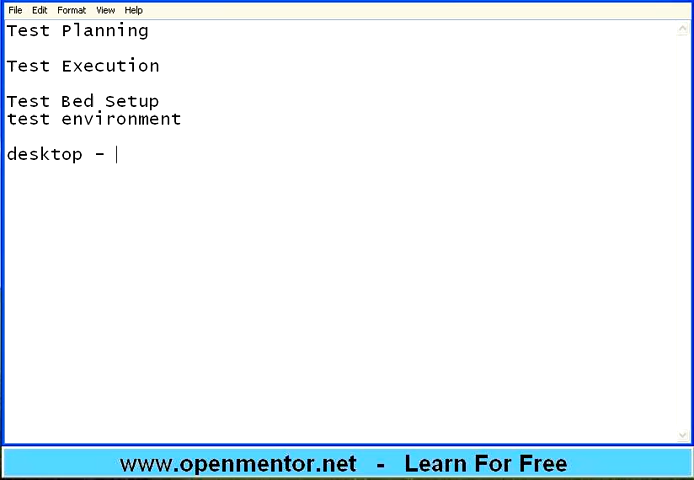 File Edit Format View Help
Test Planning
Test Execution
Test Bed Setup
test environment
desktop -
www.openmentor.net - Learn For Free